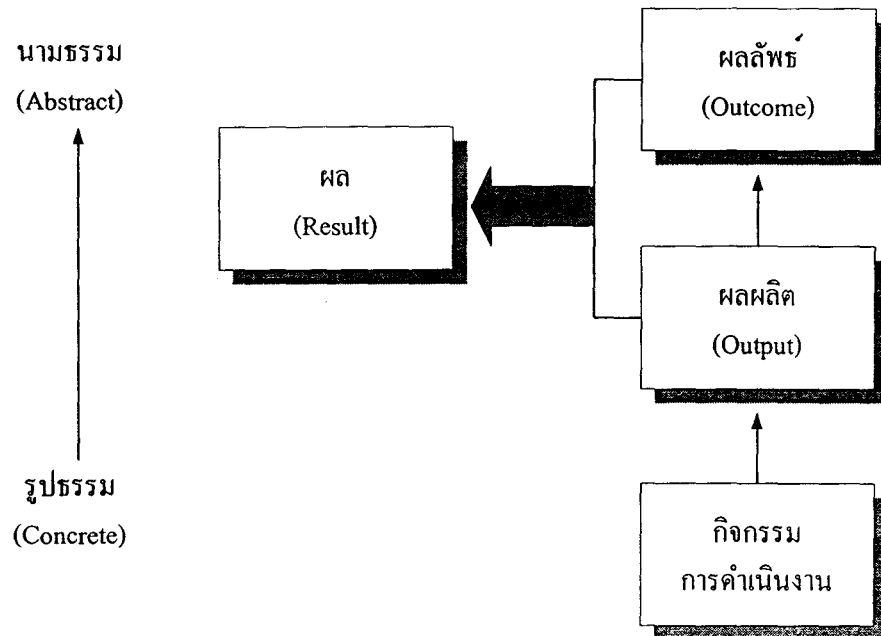 นามธรรม
(Abstract)
ผลลัพธ์
(Outcome)
ผล
(Result)
ผลผลิต
(Output)
รูปธรรม
(Concrete)
กิจกรรม
การดำเนินงาน